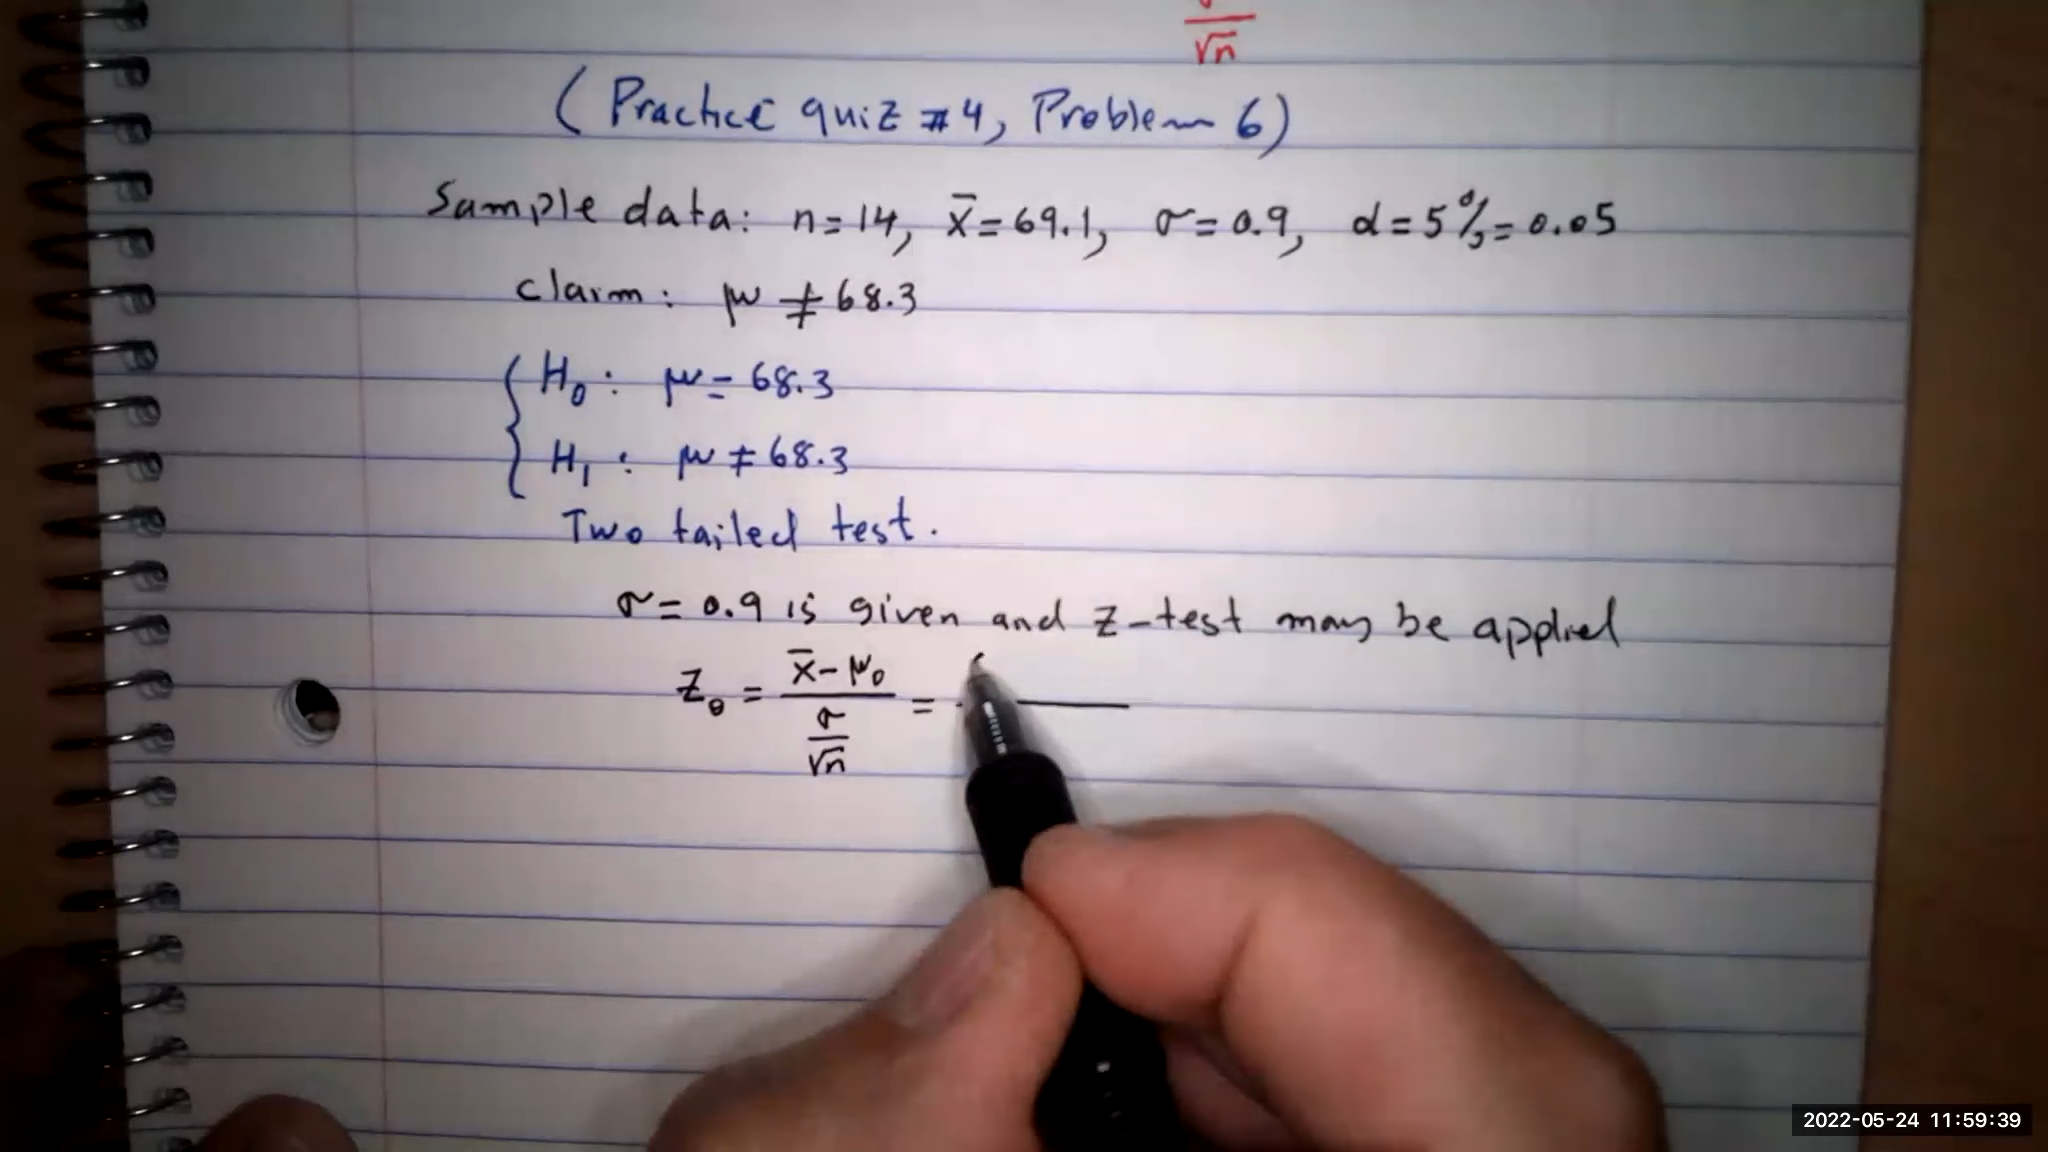 √n
(Practice quiz #4, Problem 6)
Sample data: n=14, x̄=69.1, σ=0.9, α=5%=0.05
claim: μ ≠ 68.3
H₀: μ = 68.3
H₁: μ ≠ 68.3
Two tailed test.
σ=0.9 is given and z-test may be applied
Z₀ = x̄-μ₀ =
σ
√n
2022-05-24 11:59:39